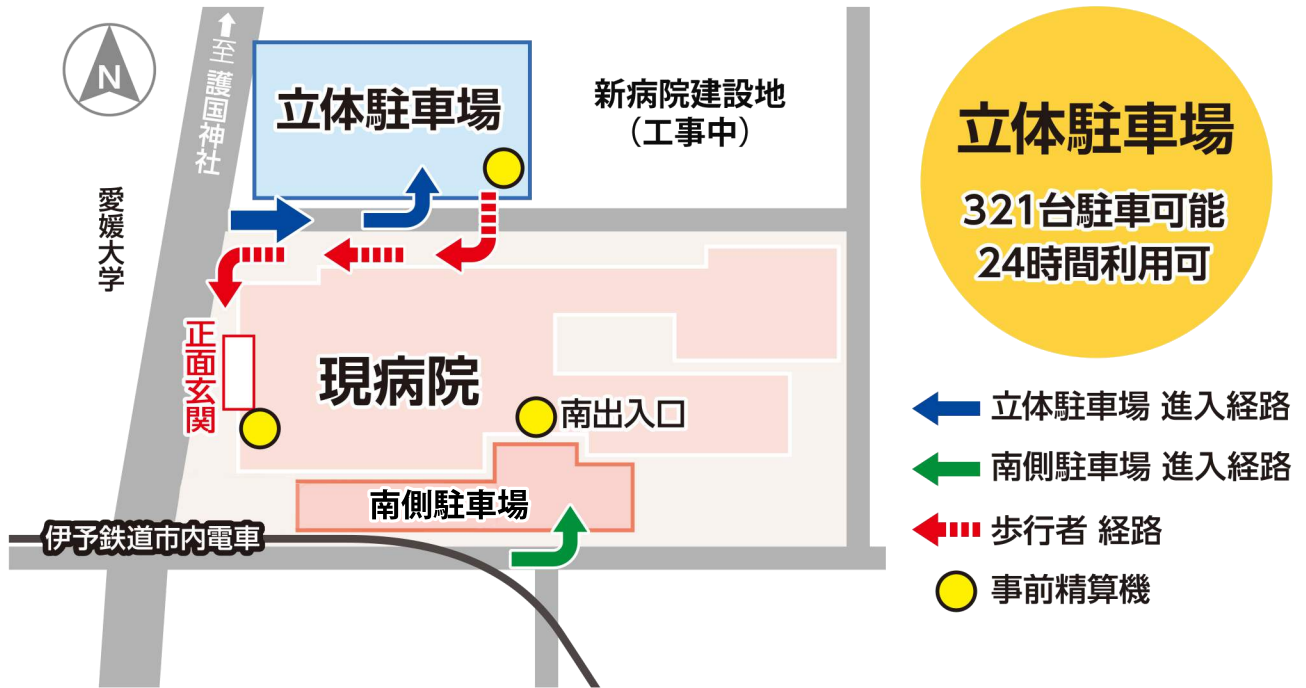 N
↑至 護国神社
立体駐車場
新病院建設地
（工事中）
愛媛大学
正面玄関
現病院
南出入口
南側駐車場
伊予鉄道市内電車
立体駐車場
321台駐車可能
24時間利用可
立体駐車場 進入経路
南側駐車場 進入経路
歩行者 経路
事前精算機